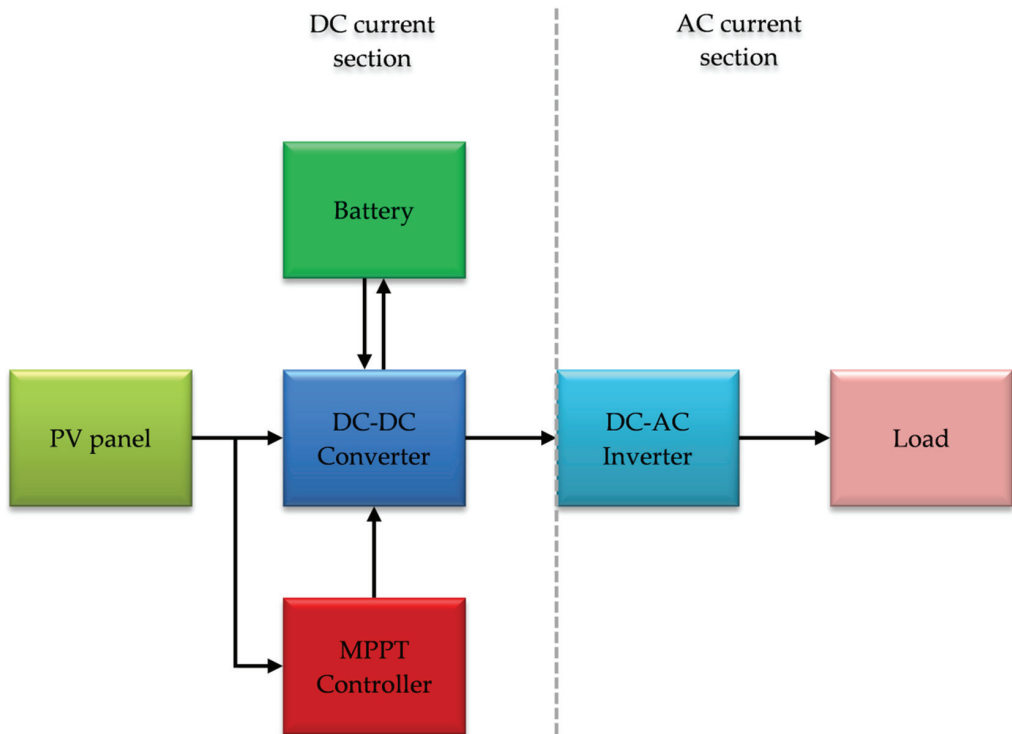 DC current
section
AC current
section
Battery
PV panel
DC-DC
Converter
DC-AC
Inverter
Load
MPPT
Controller